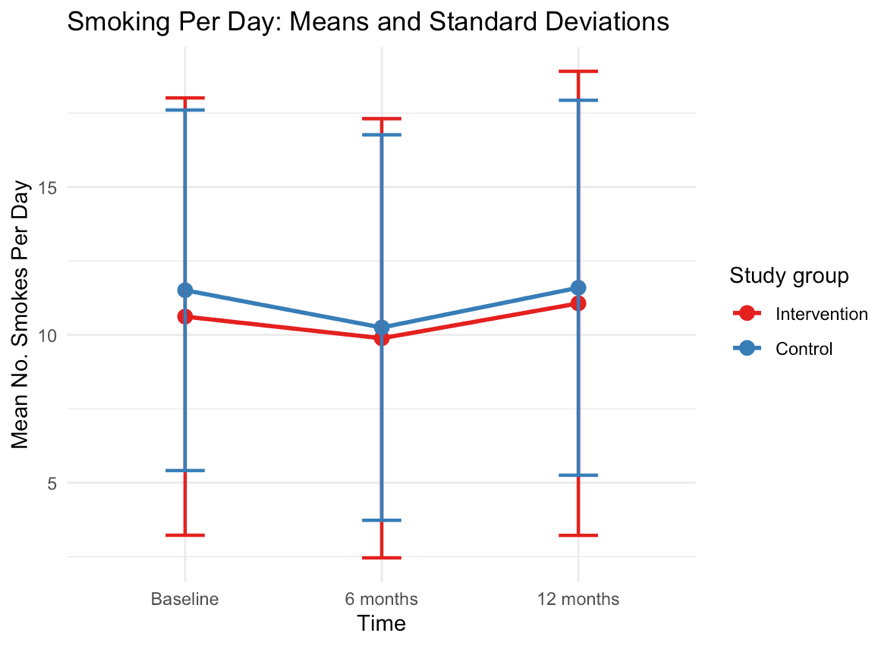 Smoking Per Day: Means and Standard Deviations
Mean No. Smokes Per Day
15
10
5
Baseline
6 months
12 months
Time
Study group
Intervention
Control